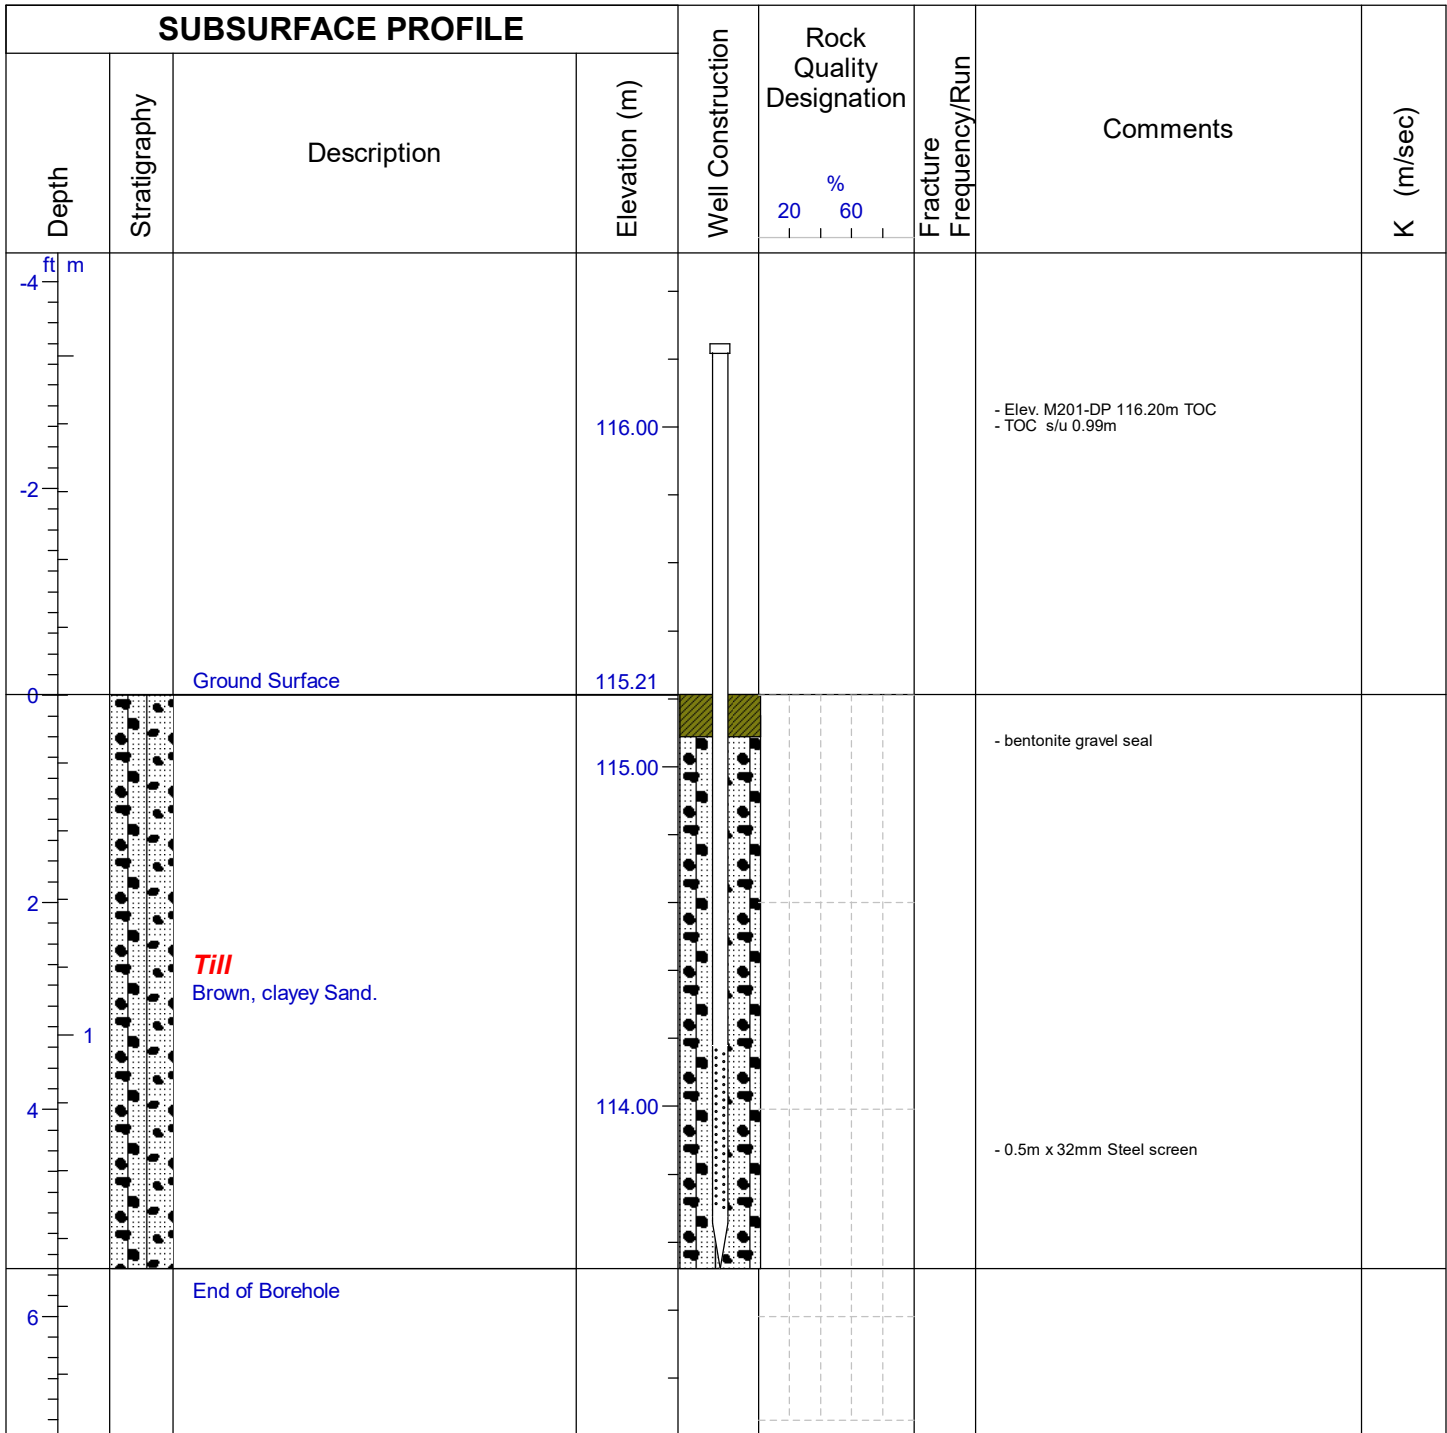 SUBSURFACE PROFILE
Depth
Stratigraphy
Description
Elevation (m)
Well Construction
Rock
Quality
Designation
%
20 60
Fracture
Frequency/Run
Comments
K (m/sec)
ft m
-4
- Elev. M201-DP 116.20m TOC
116.00
- TOC s/u 0.99m
-2
Ground Surface
115.21
0
- bentonite gravel seal
115.00
2
Till
Brown, clayey Sand.
1
4
114.00
- 0.5m x 32mm Steel screen
End of Borehole
6